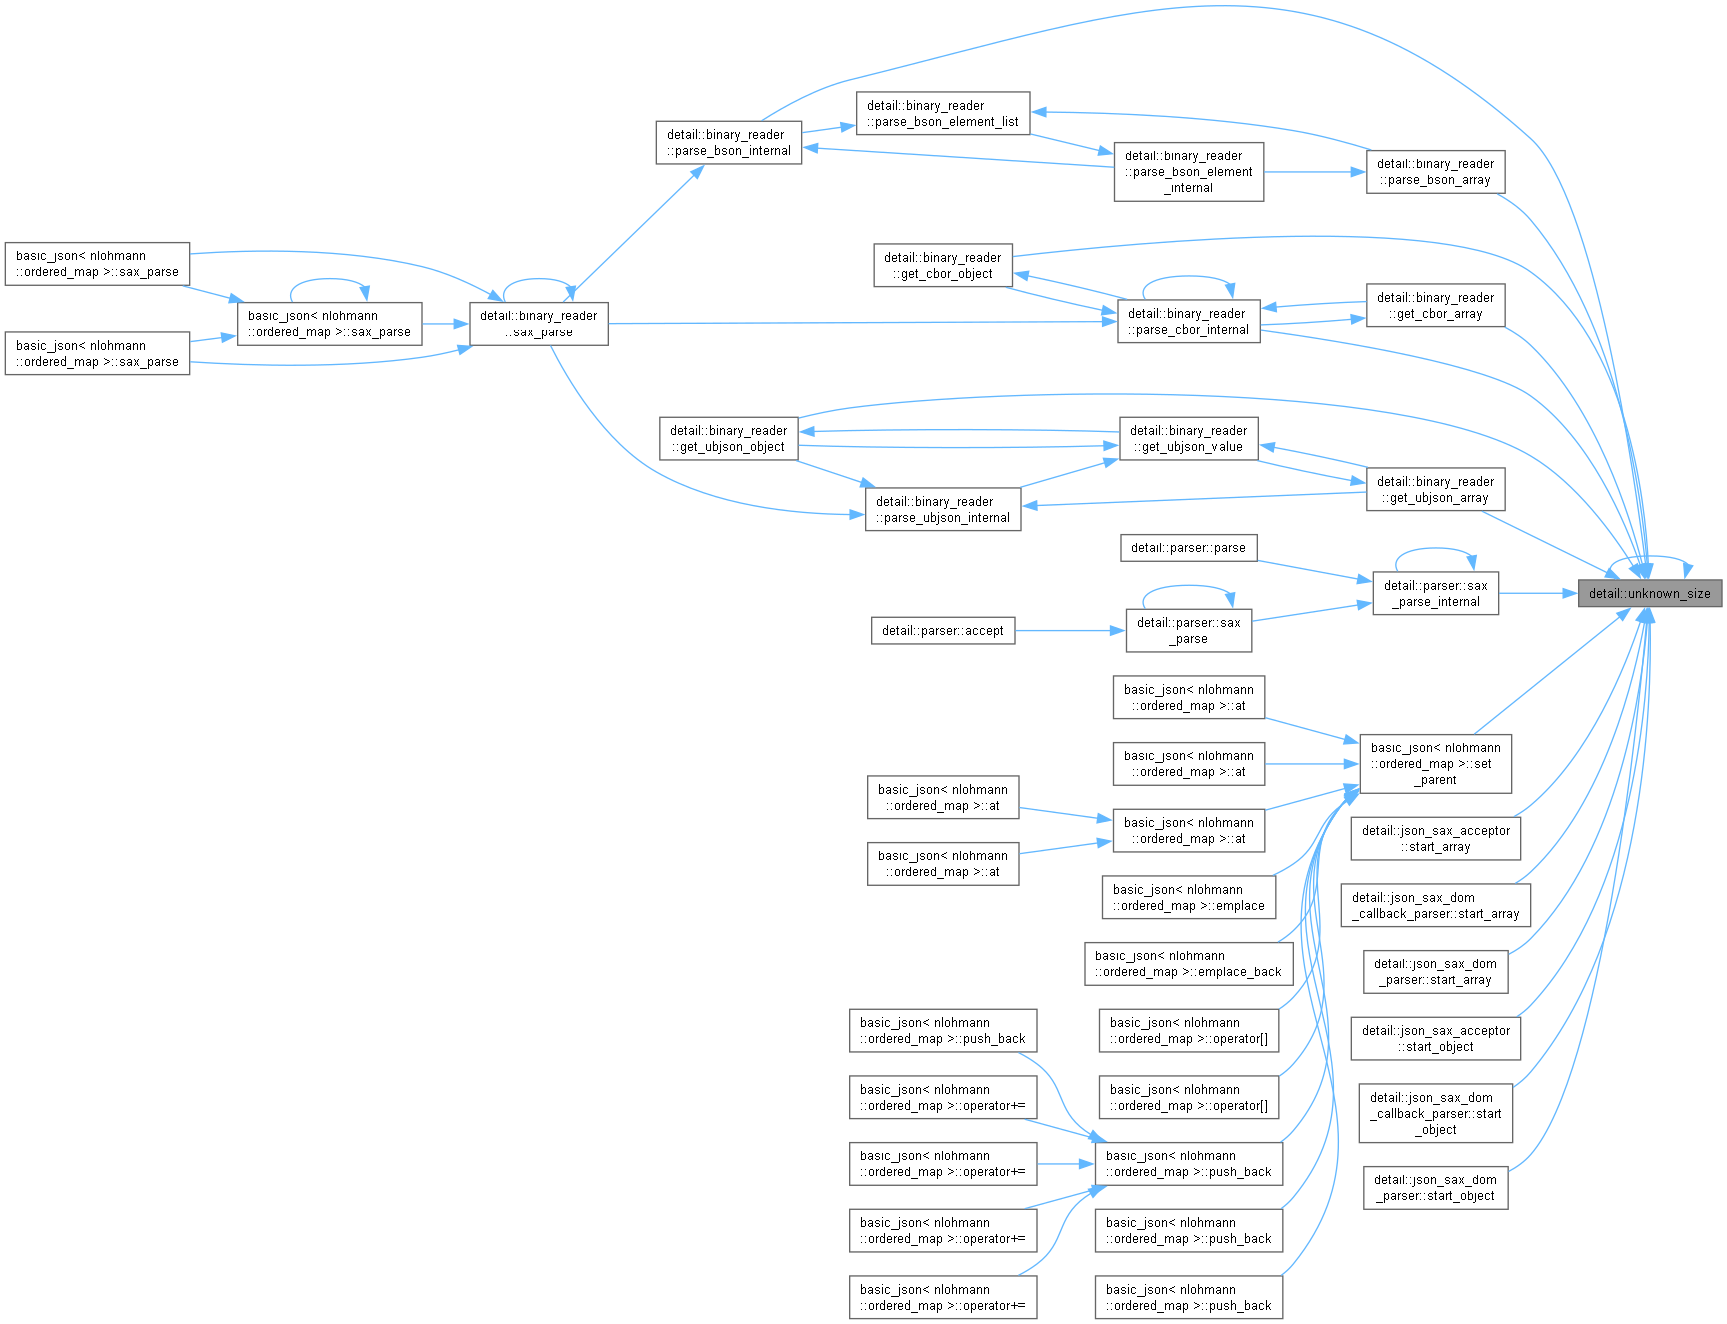 detail::binary_reader
::parse_bson_internal
detail::binary_reader
::parse_bson_element_list
detail::binary_reader
::parse_bson_element
_internal
detail::binary_reader
::parse_bson_array
basic_json< nlohmann
::ordered_map >::sax_parse
basic_json< nlohmann
::ordered_map >::sax_parse
basic_json< nlohmann
::ordered_map >::sax_parse
detail::binary_reader
::sax_parse
detail::binary_reader
::get_cbor_object
detail::binary_reader
::parse_cbor_internal
detail::binary_reader
::get_cbor_array
detail::binary_reader
::get_ubjson_object
detail::binary_reader
::get_ubjson_value
detail::binary_reader
::parse_ubjson_internal
detail::binary_reader
::get_ubjson_array
detail::parser::parse
detail::parser::sax
_parse_internal
detail::unknown_size
detail::parser::accept
detail::parser::sax
_parse
basic_json< nlohmann
::ordered_map >::at
basic_json< nlohmann
::ordered_map >::at
basic_json< nlohmann
::ordered_map >::set
_parent
basic_json< nlohmann
::ordered_map >::at
basic_json< nlohmann
::ordered_map >::at
basic_json< nlohmann
::ordered_map >::at
detail::json_sax_acceptor
::start_array
basic_json< nlohmann
::ordered_map >::emplace
detail::json_sax_dom
_callback_parser::start_array
basic_json< nlohmann
::ordered_map >::emplace_back
detail::json_sax_dom
_parser::start_array
basic_json< nlohmann
::ordered_map >::push_back
basic_json< nlohmann
::ordered_map >::operator[]
detail::json_sax_acceptor
::start_object
basic_json< nlohmann
::ordered_map >::operator+=
basic_json< nlohmann
::ordered_map >::operator[]
detail::json_sax_dom
_callback_parser::start
_object
basic_json< nlohmann
::ordered_map >::operator+=
basic_json< nlohmann
::ordered_map >::push_back
detail::json_sax_dom
_parser::start_object
basic_json< nlohmann
::ordered_map >::operator+=
basic_json< nlohmann
::ordered_map >::push_back
basic_json< nlohmann
::ordered_map >::operator+=
basic_json< nlohmann
::ordered_map >::push_back